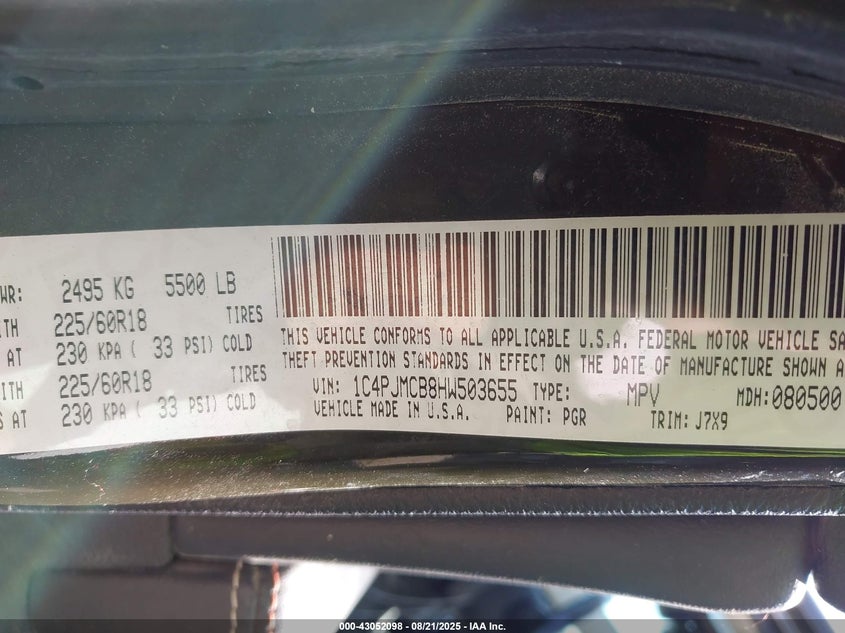 WR: 2495 KG 5500 LB
ITH 225/60R18 TIRES
AT 230 KPA ( 33 PSI) COLD
ITH 225/60R18 TIRES
S AT 230 KPA ( 33 PSI) COLD
THIS VEHICLE CONFORMS TO ALL APPLICABLE U.S.A. FEDERAL MOTOR VEHICLE SA
THEFT PREVENTION STANDARDS IN EFFECT ON THE DATE OF MANUFACTURE SHOWN A
VIN: 1C4PJMCB8HW503655 TYPE: MPV MDH:080500
VEHICLE MADE IN U.S.A. PAINT: PGR TRIM: J7X9
000-43052098 - 08/21/2025 - IAA Inc.